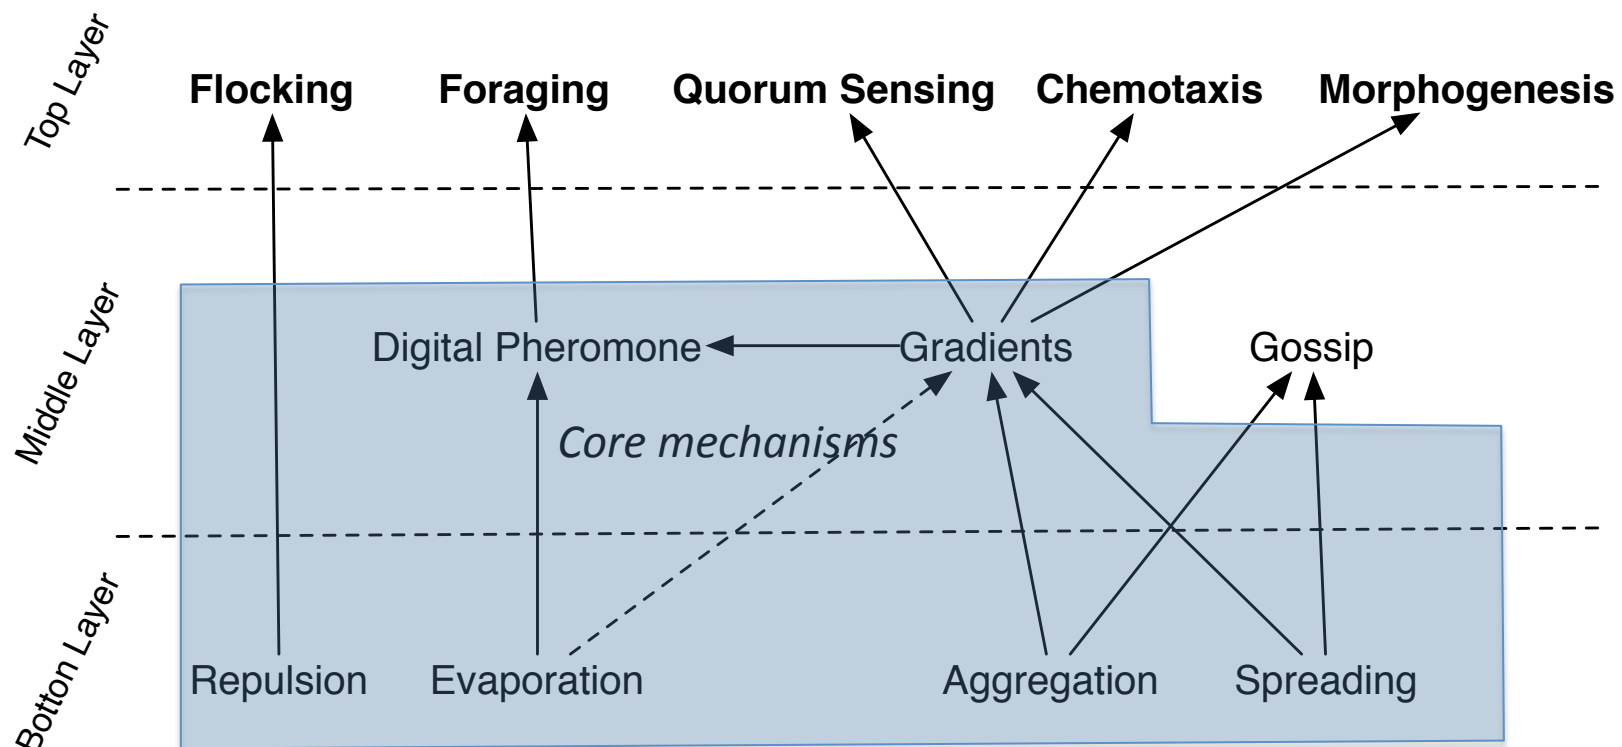 Top Layer
Flocking Foraging Quorum Sensing Chemotaxis Morphogenesis
Middle Layer
Digital Pheromone Gradients Gossip
Core mechanisms
Botton Layer
Repulsion Evaporation Aggregation Spreading